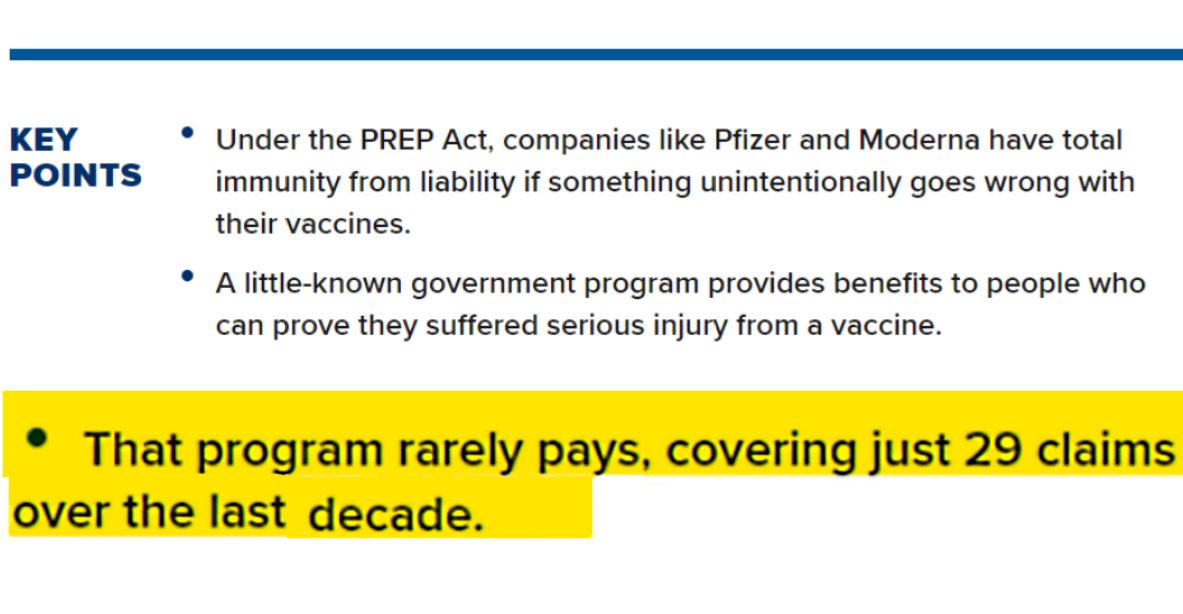 KEY
POINTS
• Under the PREP Act, companies like Pfizer and Moderna have total
immunity from liability if something unintentionally goes wrong with
their vaccines.
• A little-known government program provides benefits to people who
can prove they suffered serious injury from a vaccine.
• That program rarely pays, covering just 29 claims
over the last decade.